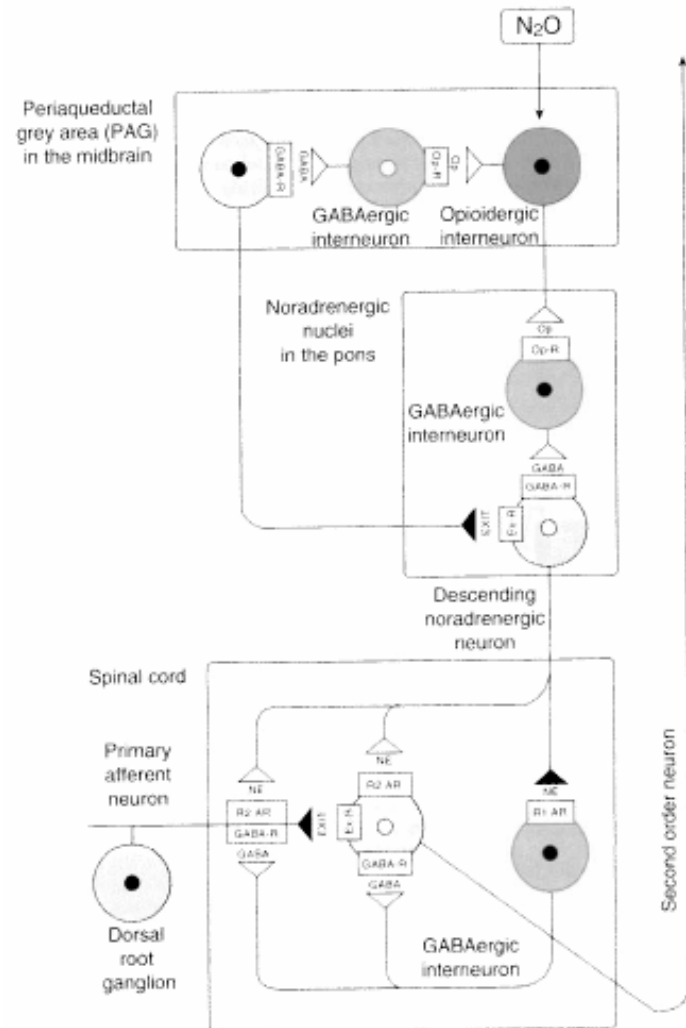 N₂O
Periaqueductal
grey area (PAG)
in the midbrain
GABA-R
GABA
Op-R
Op
GABAergic
interneuron
Opioidergic
interneuron
Noradrenergic
nuclei
in the pons
Op
Op-R
GABAergic
interneuron
GABA
GABA-R
EXIT
Ex-R
Descending
noradrenergic
neuron
Spinal cord
Primary
afferent
neuron
NE
NE
NE
R2 AR
R2 AR
R1 AR
GABA-R
GABA
EXIT
Ex-R
GABA-R
GABA
Dorsal
root
ganglion
GABAergic
interneuron
Second order neuron